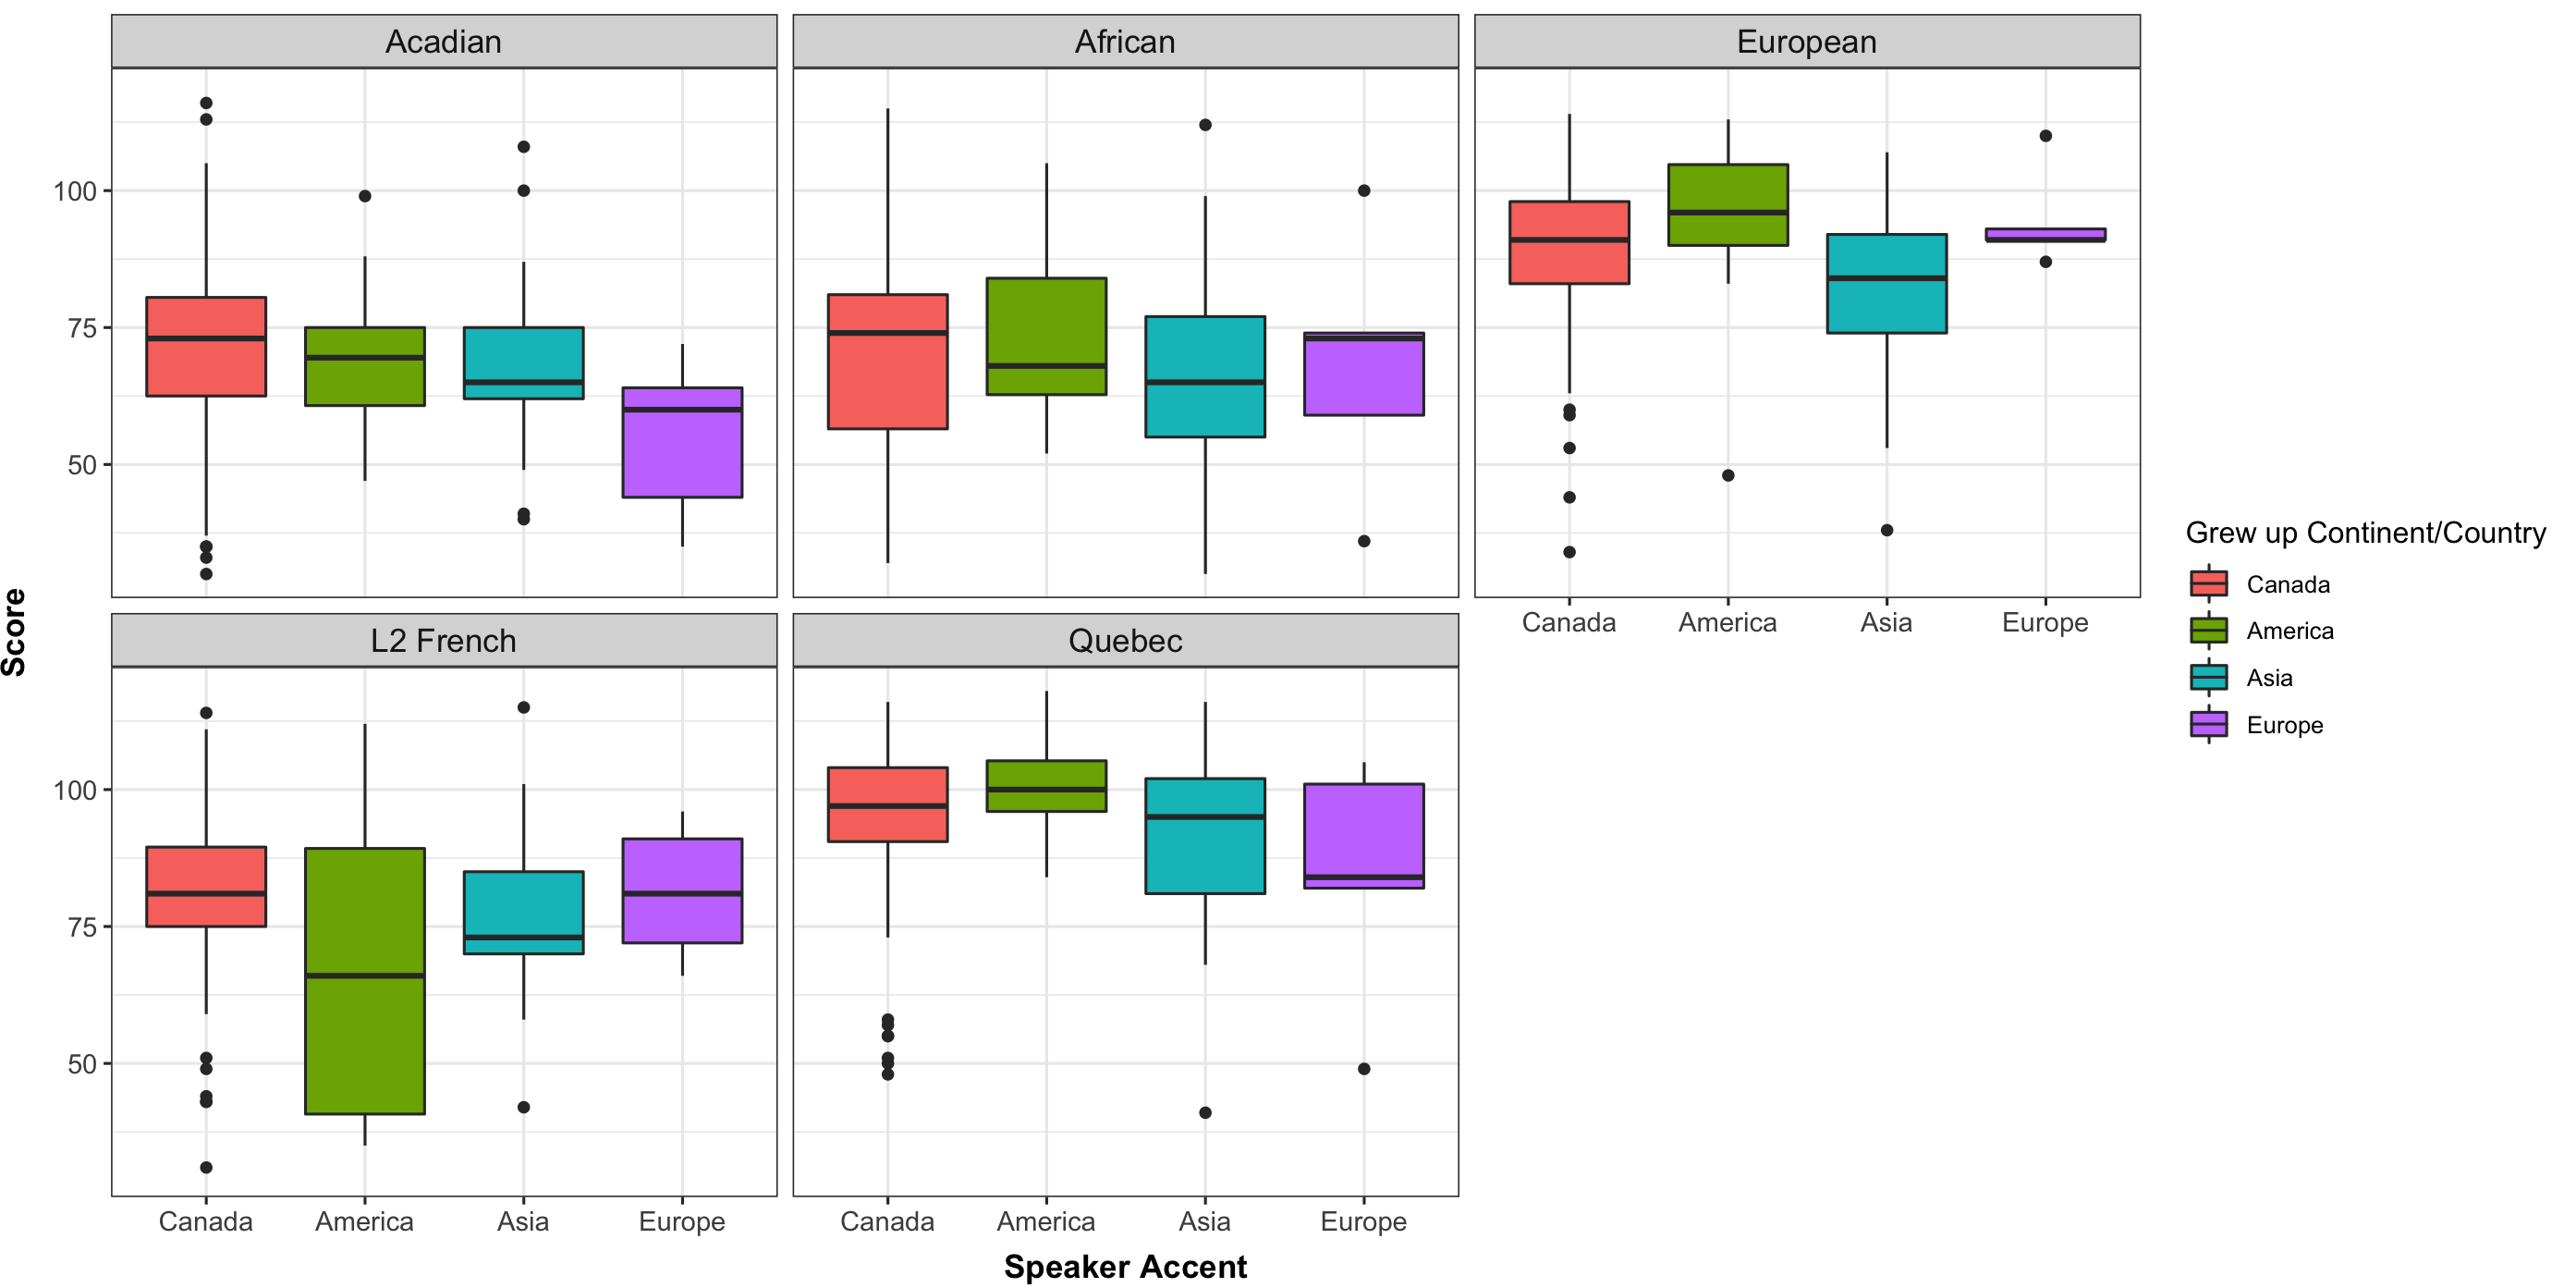 Acadian
African
European
100
75
50
Score
Canada America Asia Europe
L2 French
Quebec
100
75
50
Canada America Asia Europe
Canada America Asia Europe
Speaker Accent
Grew up Continent/Country
Canada
America
Asia
Europe